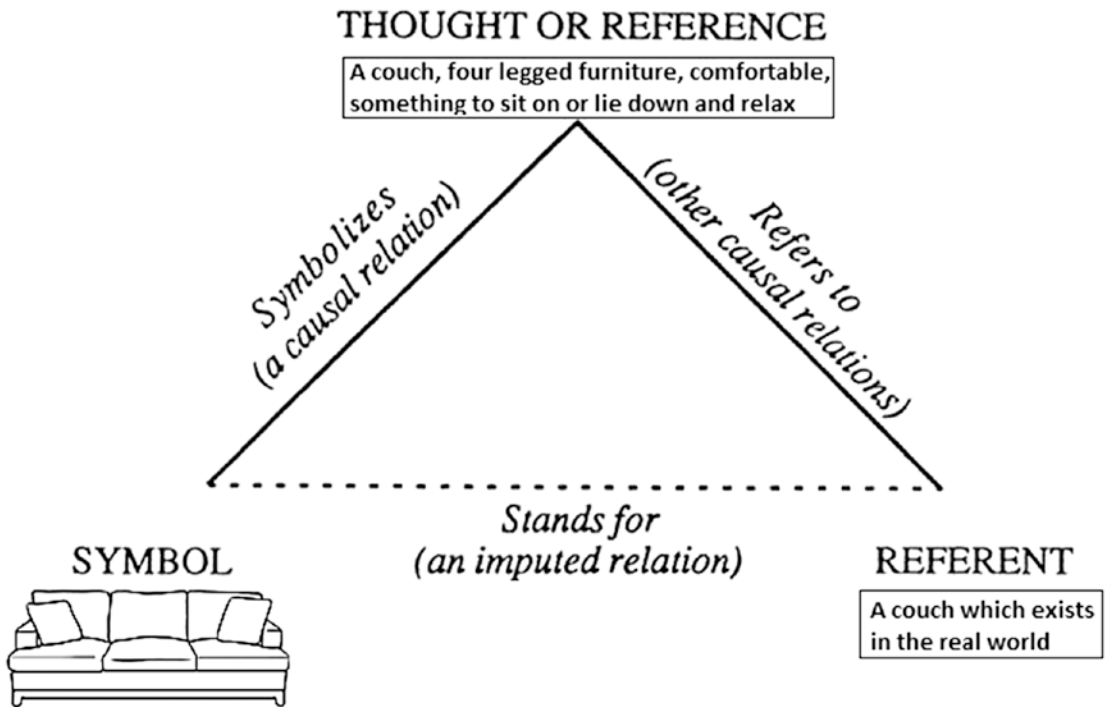 THOUGHT OR REFERENCE
A couch, four legged furniture, comfortable,
something to sit on or lie down and relax
Symbolizes
(a causal relation)
Refers to
(other causal relations)
Stands for
(an imputed relation)
SYMBOL
REFERENT
A couch which exists
in the real world